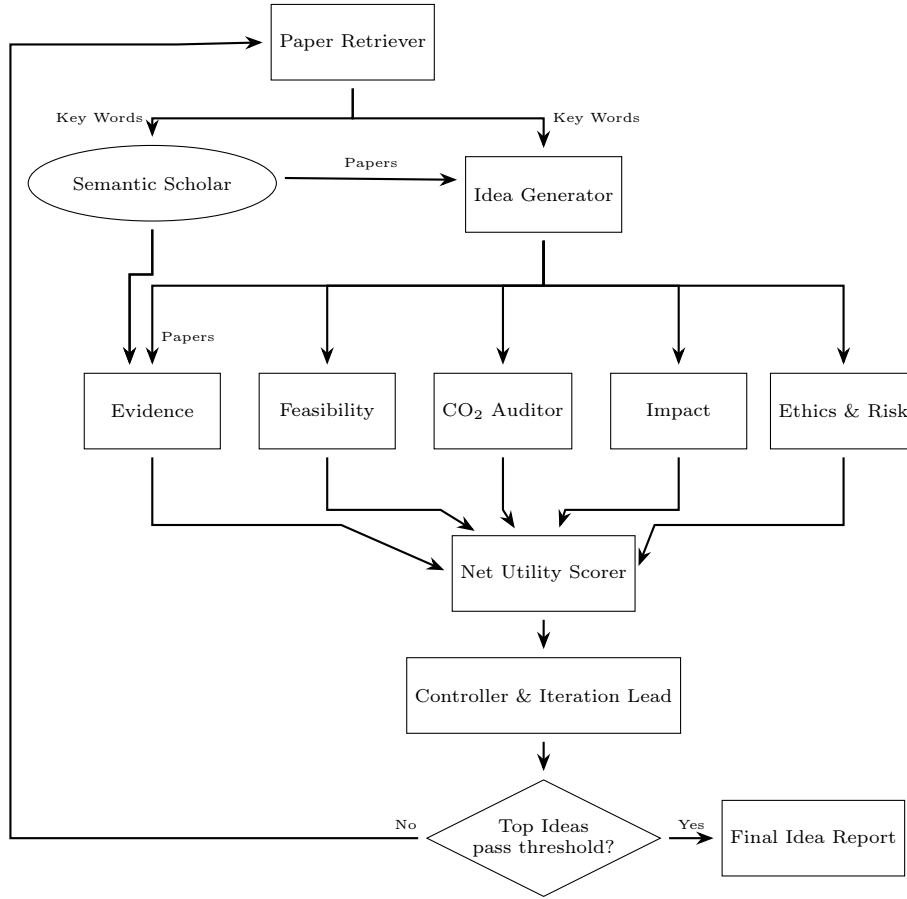 Paper Retriever
Key Words
Key Words
Semantic Scholar
Papers
Idea Generator
Papers
Evidence
Feasibility
CO₂ Auditor
Impact
Ethics & Risk
Net Utility Scorer
Controller & Iteration Lead
No
Top Ideas
pass threshold?
Yes
Final Idea Report